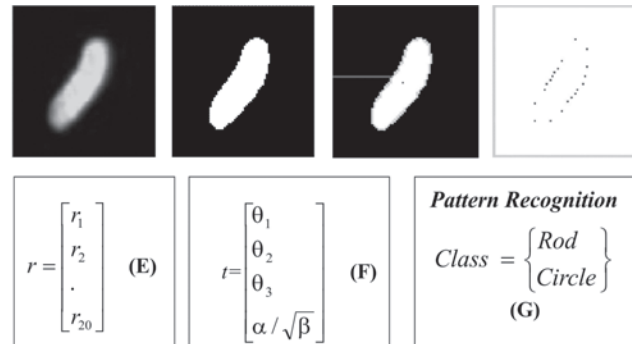 r = [r₁
r₂
.
r₂₀] (E)
t= [θ₁
θ₂
θ₃
α / √β] (F)
Pattern Recognition
Class = {Rod
Circle}
(G)